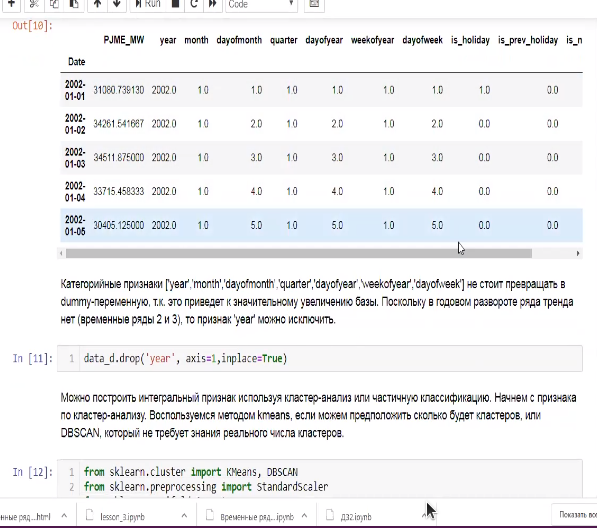 Run Code
Out[10]:
PJME_MW year month dayofmonth quarter dayofyear weekofyear dayofweek is_holiday is_prev_holiday is_n
Date
2002-01-01 31080.739130 2002.0 1.0 1.0 1.0 1.0 1.0 1.0 1.0 0.0
2002-01-02 34261.541667 2002.0 1.0 2.0 1.0 2.0 1.0 2.0 0.0 0.0
2002-01-03 34511.875000 2002.0 1.0 3.0 1.0 3.0 1.0 3.0 0.0 0.0
2002-01-04 33715.458333 2002.0 1.0 4.0 1.0 4.0 1.0 4.0 0.0 0.0
2002-01-05 30405.125000 2002.0 1.0 5.0 1.0 5.0 1.0 5.0 0.0 0.0
Категорийные признаки ['year','month','dayofmonth','quarter','dayofyear','weekofyear','dayofweek'] не стоит превращать в
dummy-переменную, т.к. это приведет к значительному увеличению базы. Поскольку в годовом развороте ряда тренда
нет (временные ряды 2 и 3), то признак 'year' можно исключить.
In [11]: 1 data_d.drop('year', axis=1,inplace=True)
Можно построить интегральный признак используя кластер-анализ или частичную классификацию. Начнем с признака
по кластер-анализу. Воспользуемся методом kmeans, если можем предположить сколько будет кластеров, или
DBSCAN, который не требует знания реального числа кластеров.
In [12]: 1 from sklearn.cluster import KMeans, DBSCAN
2 from sklearn.preprocessing import StandardScaler
нные ряд....html lesson_3.ipynb Временные ряд....ipynb ДЗ2.ipynb Показать все